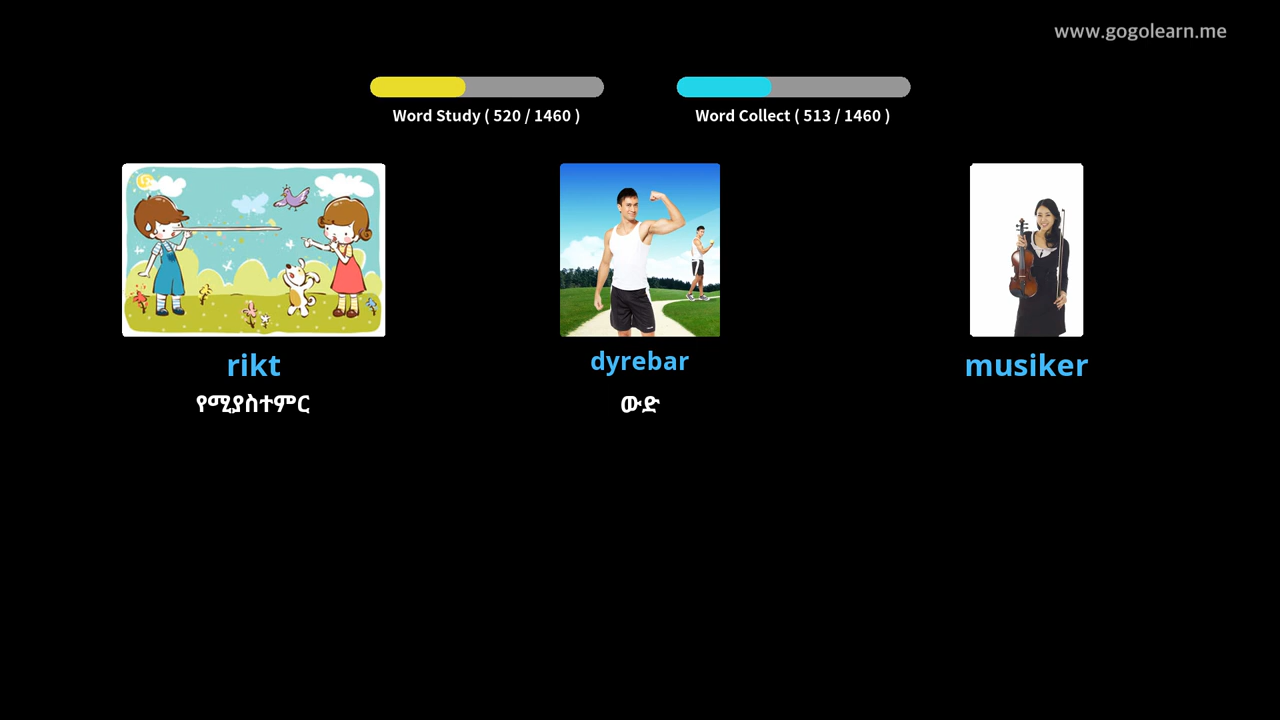 www.gogolearn.me
Word Study ( 520 / 1460 )
Word Collect ( 513 / 1460 )
rikt
dyrebar
musiker
የሚያስተምር
ውድ